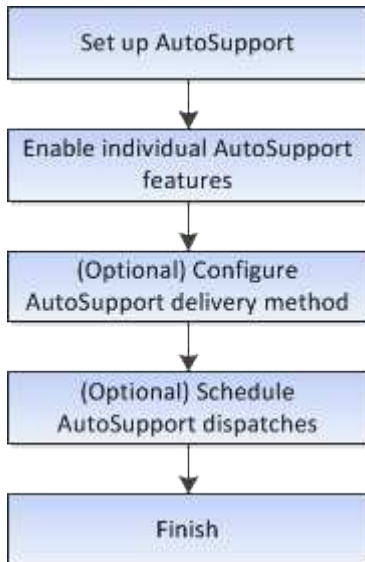 Set up AutoSupport
Enable individual AutoSupport
features
(Optional) Configure
AutoSupport delivery method
(Optional) Schedule
AutoSupport dispatches
Finish